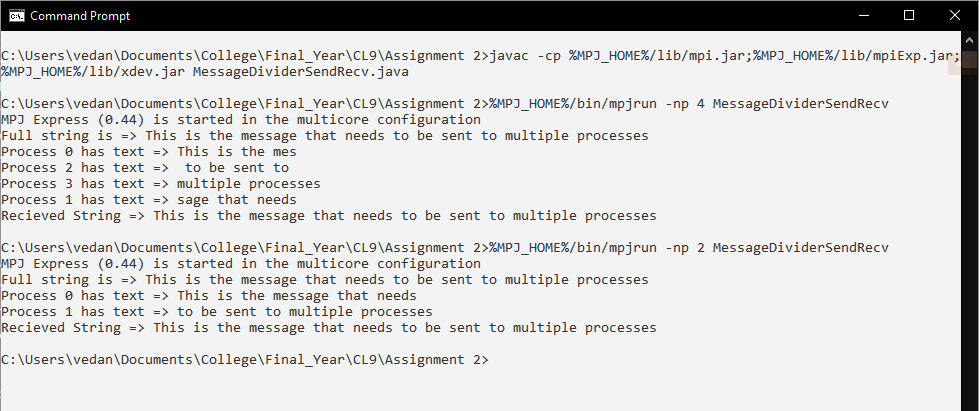 Command Prompt
C:\Users\vedan\Documents\College\Final_Year\CL9\Assignment 2>javac -cp %MPJ_HOME%/lib/mpi.jar;%MPJ_HOME%/lib/mpiExp.jar;
%MPJ_HOME%/lib/xdev.jar MessageDividerSendRecv.java
C:\Users\vedan\Documents\College\Final_Year\CL9\Assignment 2>%MPJ_HOME%/bin/mpjrun -np 4 MessageDividerSendRecv
MPJ Express (0.44) is started in the multicore configuration
Full string is => This is the message that needs to be sent to multiple processes
Process 0 has text => This is the mes
Process 2 has text =>  to be sent to
Process 3 has text => multiple processes
Process 1 has text => sage that needs
Recieved String => This is the message that needs to be sent to multiple processes
C:\Users\vedan\Documents\College\Final_Year\CL9\Assignment 2>%MPJ_HOME%/bin/mpjrun -np 2 MessageDividerSendRecv
MPJ Express (0.44) is started in the multicore configuration
Full string is => This is the message that needs to be sent to multiple processes
Process 0 has text => This is the message that needs
Process 1 has text => to be sent to multiple processes
Recieved String => This is the message that needs to be sent to multiple processes
C:\Users\vedan\Documents\College\Final_Year\CL9\Assignment 2>